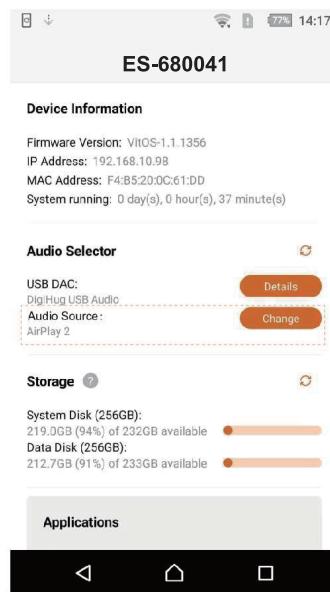 77% 14:17
ES-680041
Device Information
Firmware Version: VitOS-1.1.1356
IP Address: 192.168.10.98
MAC Address: F4:B5:20:0C:61:DD
System running: 0 day(s), 0 hour(s), 37 minute(s)
Audio Selector
USB DAC:
Details
DigiHug USB Audio
Audio Source:
Change
AirPlay 2
Storage ?
System Disk (256GB):
219.0GB (94%) of 232GB available
Data Disk (256GB):
212.7GB (91%) of 233GB available
Applications